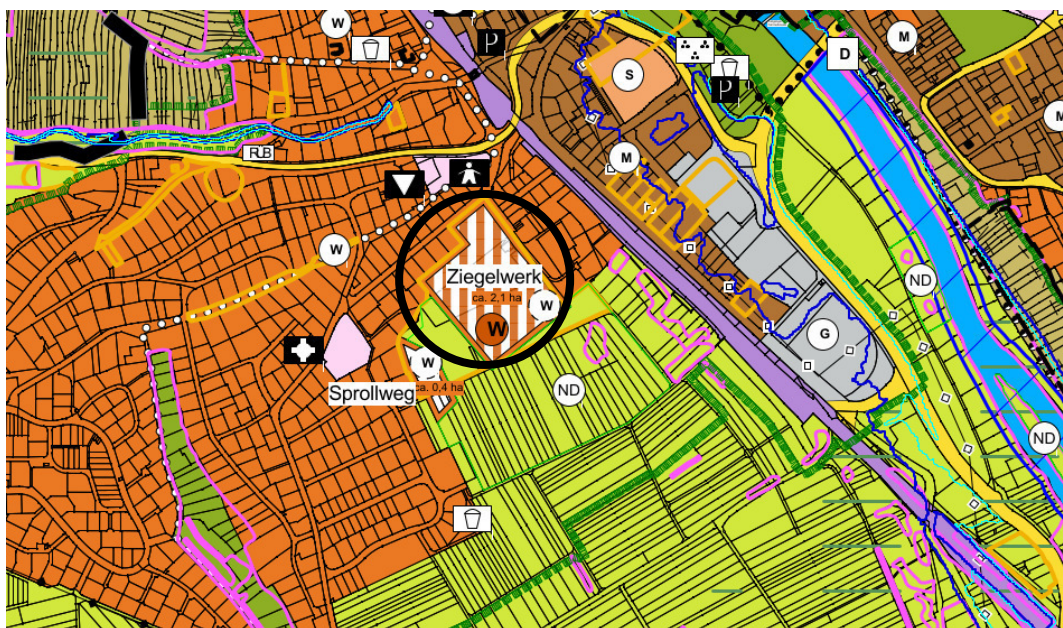 W
M
P
S
D
M
RÜB
M
W
Ziegelwerk
ca. 2,1 ha
W
W
ND
G
W
ND
Sprollweg
ca. 0,4 ha
ND